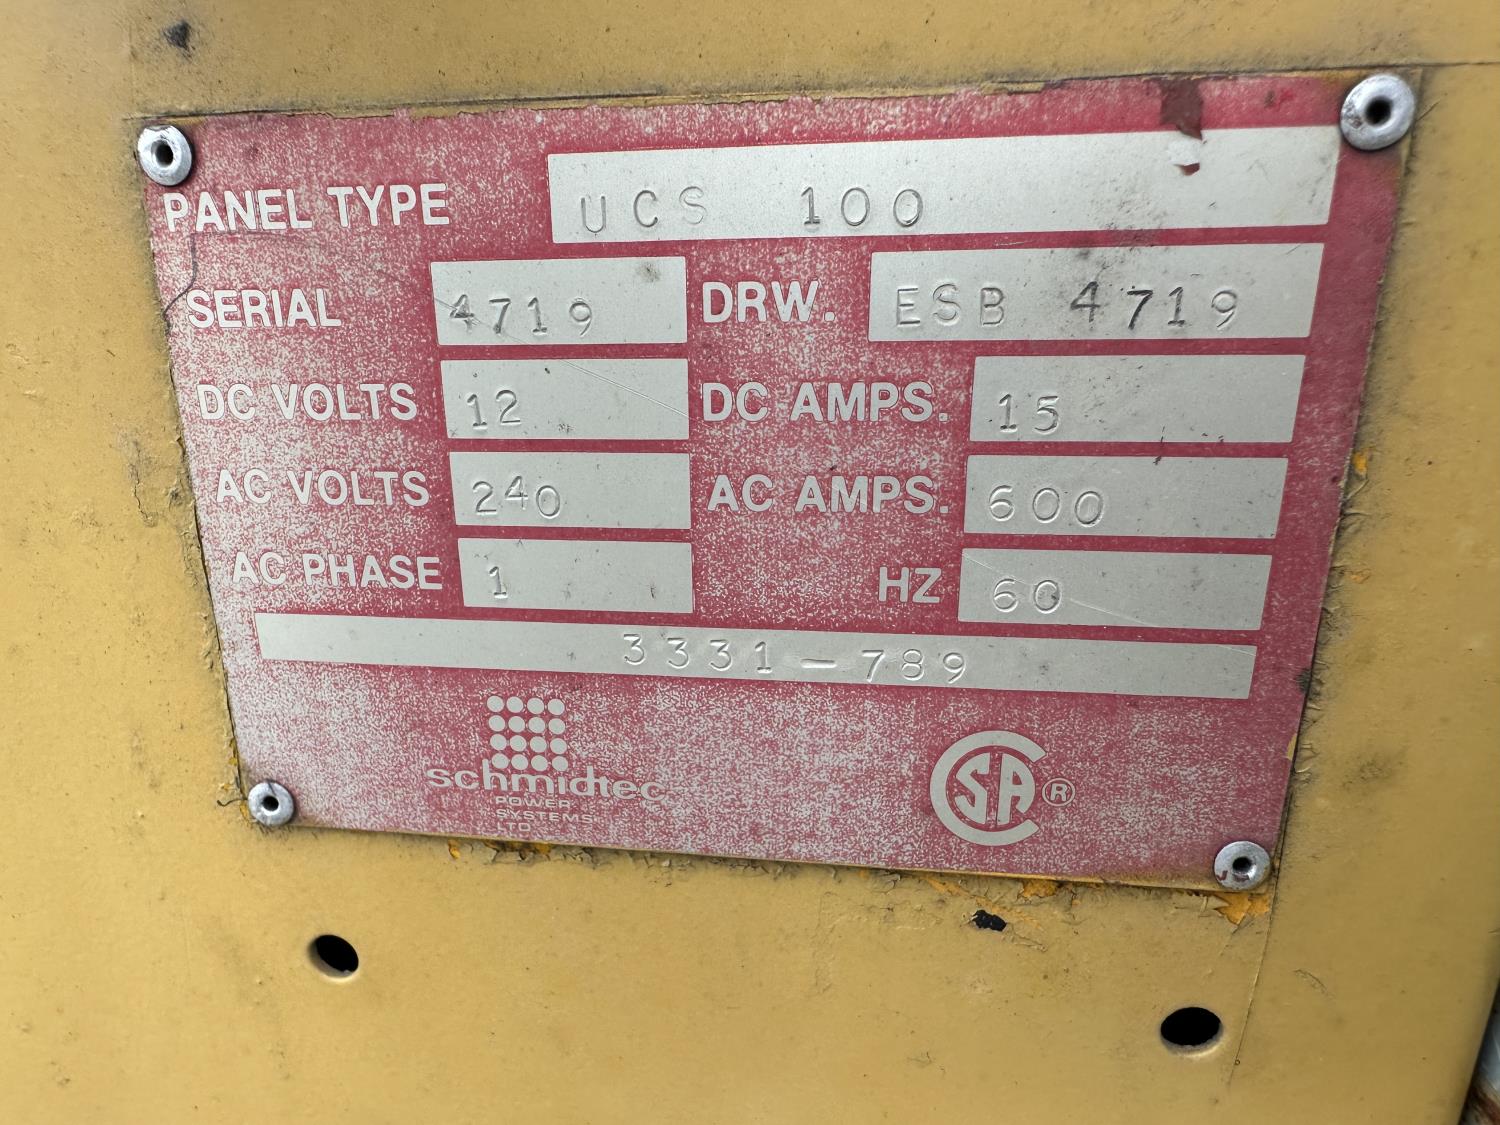 PANEL TYPE UCS 100
SERIAL 4719 DRW. ESB 4719
DC VOLTS 12 DC AMPS. 15
AC VOLTS 240 AC AMPS. 600
AC PHASE 1 HZ 60
3331-789
schmidtec
POWER
SYSTEMS
LTD
CSA ®